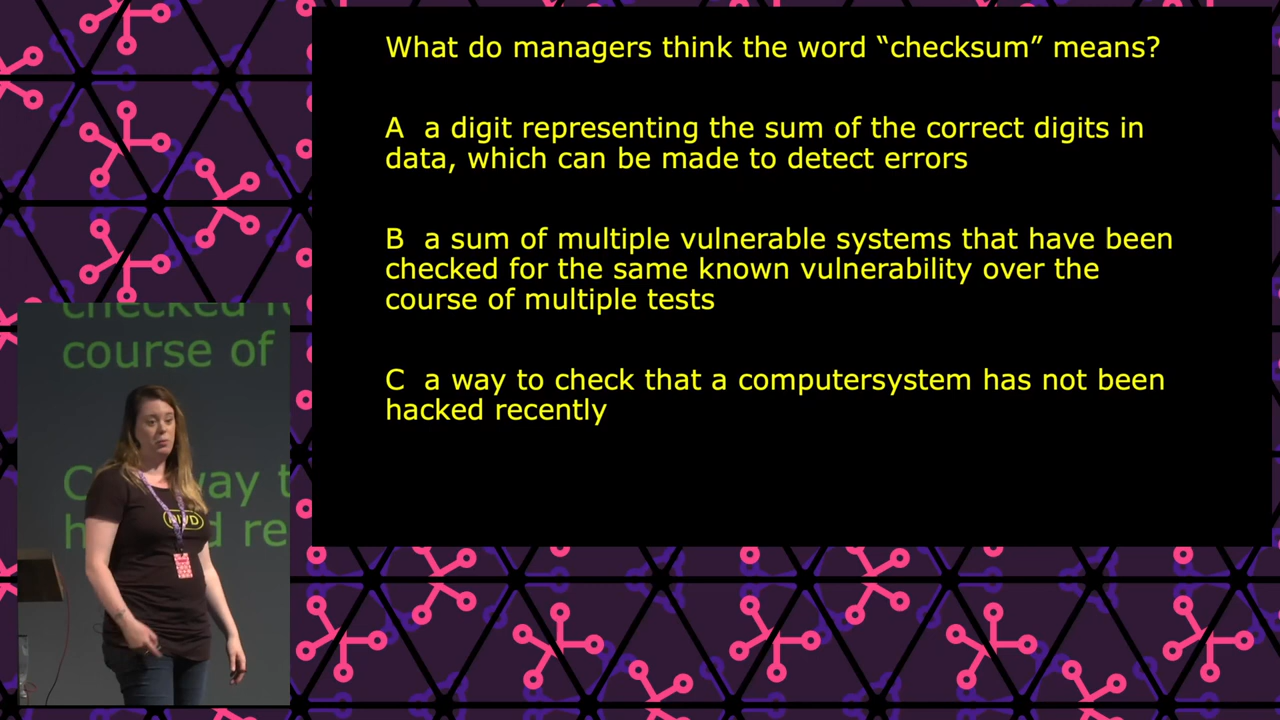 What do managers think the word “checksum” means?
A a digit representing the sum of the correct digits in
data, which can be made to detect errors
B a sum of multiple vulnerable systems that have been
checked for the same known vulnerability over the
course of multiple tests
C a way to check that a computersystem has not been
hacked recently
course of
way t